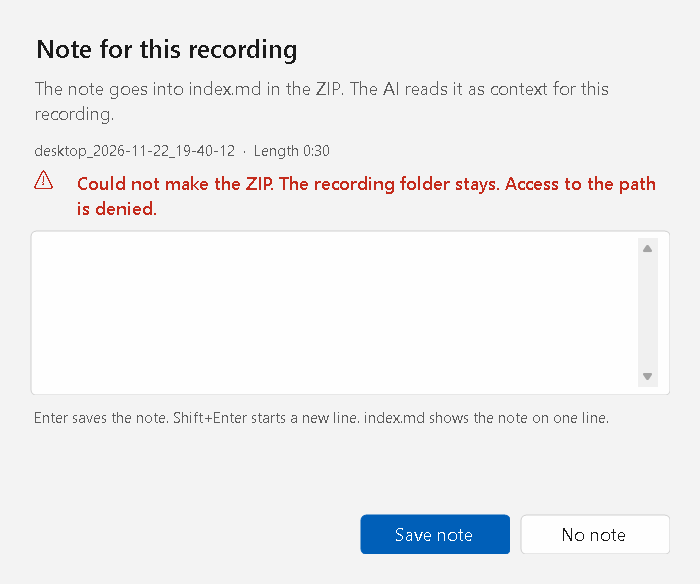 Note for this recording
The note goes into index.md in the ZIP. The AI reads it as context for this
recording.
desktop_2026-11-22_19-40-12 · Length 0:30
Could not make the ZIP. The recording folder stays. Access to the path
is denied.
Enter saves the note. Shift+Enter starts a new line. index.md shows the note on one line.
Save note
No note